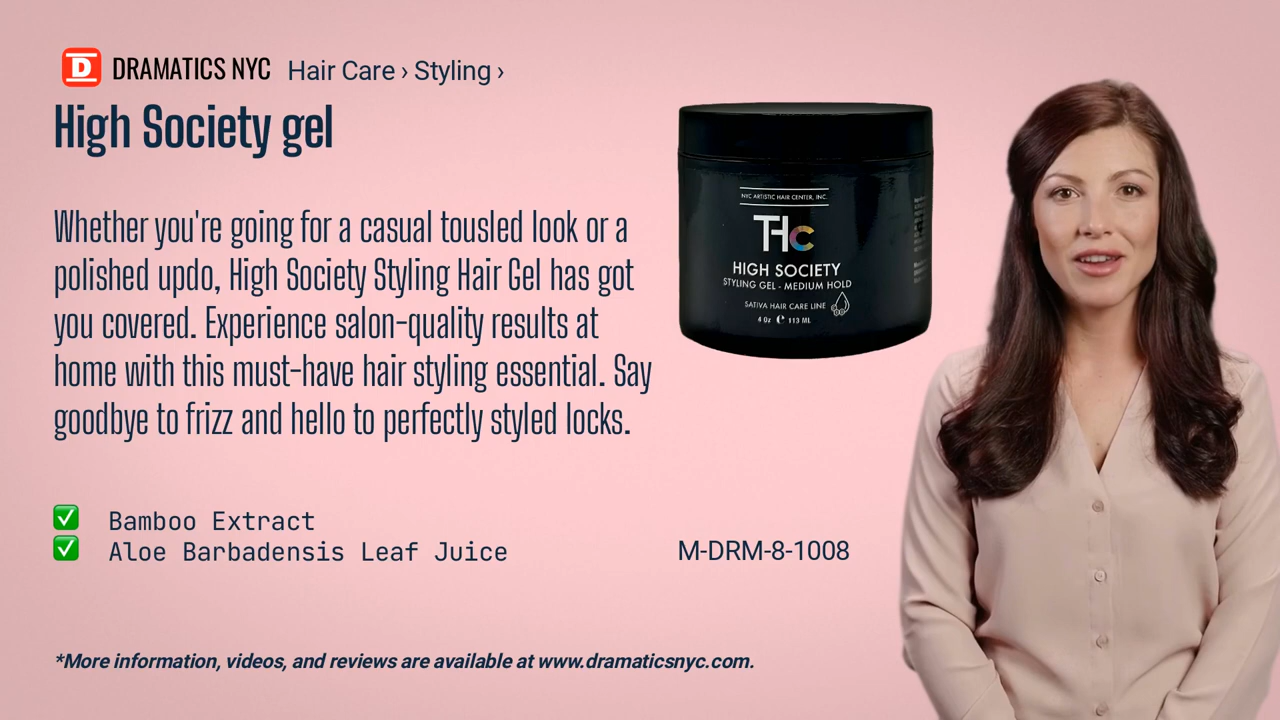 D DRAMATICS NYC Hair Care › Styling ›
High Society gel
Whether you're going for a casual tousled look or a
polished updo, High Society Styling Hair Gel has got
you covered. Experience salon-quality results at
home with this must-have hair styling essential. Say
goodbye to frizz and hello to perfectly styled locks.
NYC ARTISTIC HAIR CENTER, INC.
THC
HIGH SOCIETY
STYLING GEL - MEDIUM HOLD
SATIVA HAIR CARE LINE
4 Oz ℮ 113 ML
✅ Bamboo Extract
✅ Aloe Barbadensis Leaf Juice
M-DRM-8-1008
*More information, videos, and reviews are available at www.dramaticsnyc.com.